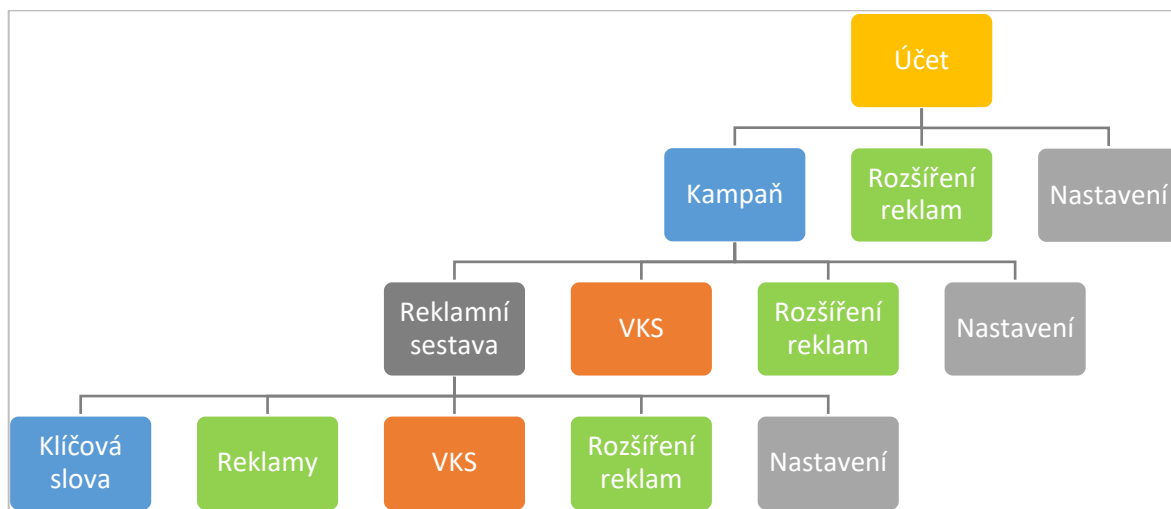 Účet
Kampaň
Rozšíření
reklam
Nastavení
Reklamní
sestava
VKS
Rozšíření
reklam
Nastavení
Klíčová
slova
Reklamy
VKS
Rozšíření
reklam
Nastavení